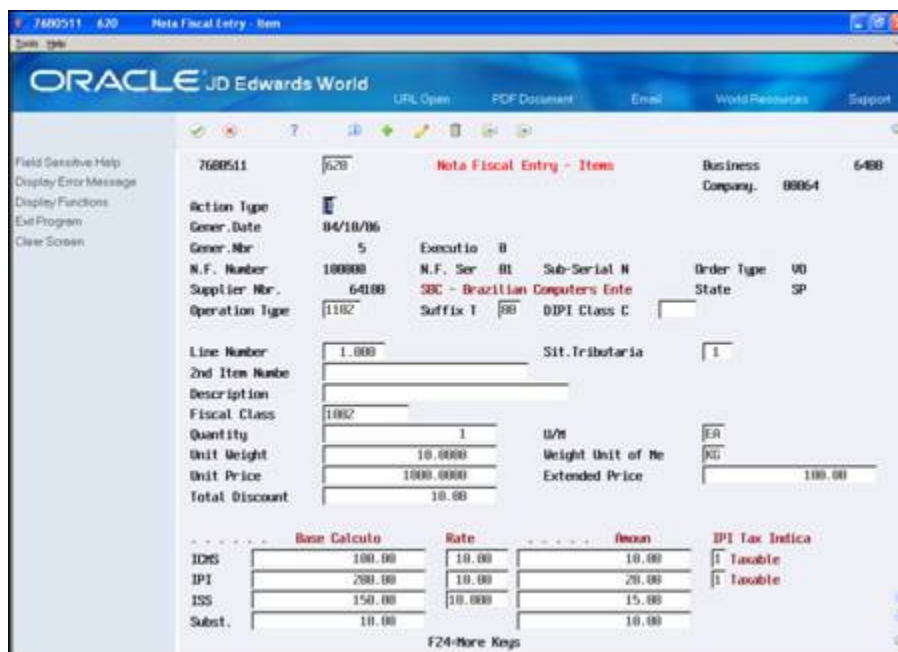 7680511 620 Nota Fiscal Entry - Item
Tools Help
ORACLE JD Edwards World
URL Open PDF Document Email World Resources Support
?
Field Sensitive Help
Display Error Message
Display Functions
Exit Program
Clear Screen
7680511 620 Nota Fiscal Entry - Items Business 6400
Company. 00064
Action Type I
Gener.Date 04/10/06
Gener.Nbr 5 Executio 0
N.F. Number 100000 N.F. Ser 01 Sub-Serial N Order Type VO
Supplier Nbr. 64100 SBC - Brazilian Computers Ente State SP
Operation Type 1102 Suffix T 00 DIPI Class C
Line Number 1.000 Sit.Tributaria 1
2nd Item Numbe
Description
Fiscal Class 1002
Quantity 1 U/M EA
Unit Weight 10.0000 Weight Unit of Me KG
Unit Price 1000.0000 Extended Price 100.00
Total Discount 10.00
. . . . . . Base Calculo Rate . . . . . Amoun IPI Tax Indica
ICMS 100.00 10.00 10.00 1 Taxable
IPI 200.00 10.00 20.00 1 Taxable
ISS 150.00 10.000 15.00
Subst. 10.00 10.00
F24=More Keys